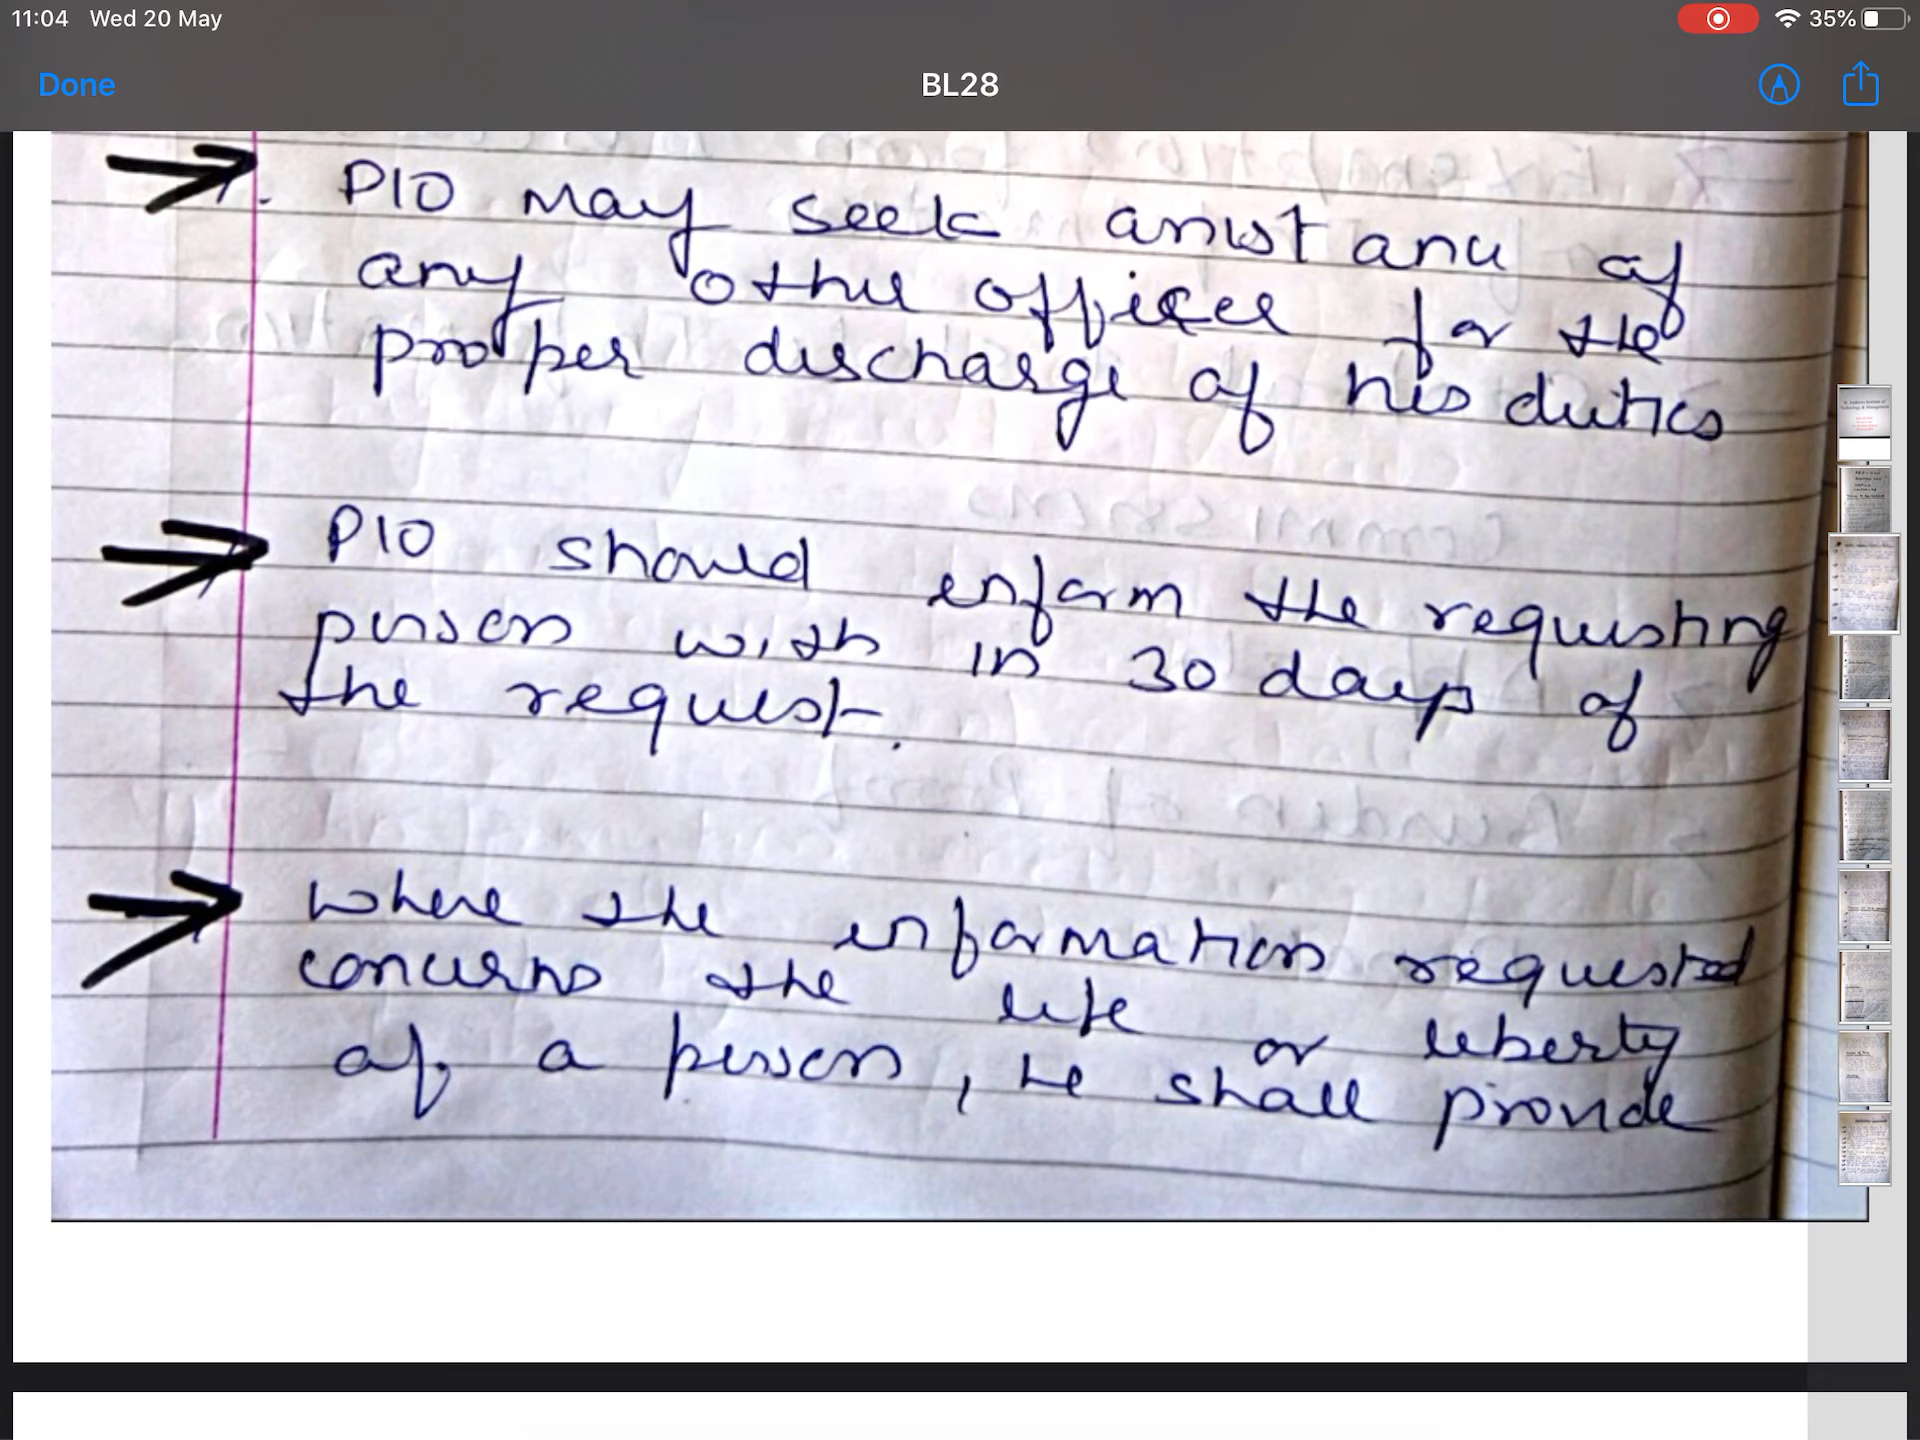 11:04 Wed 20 May 35%
Done BL28
PIO may seek assistance of
any other officer for the
proper discharge of his duties
PIO should inform the requesting
person with in 30 days of
the request.
where the information requested
concerns the life or liberty
of a person, he shall provide